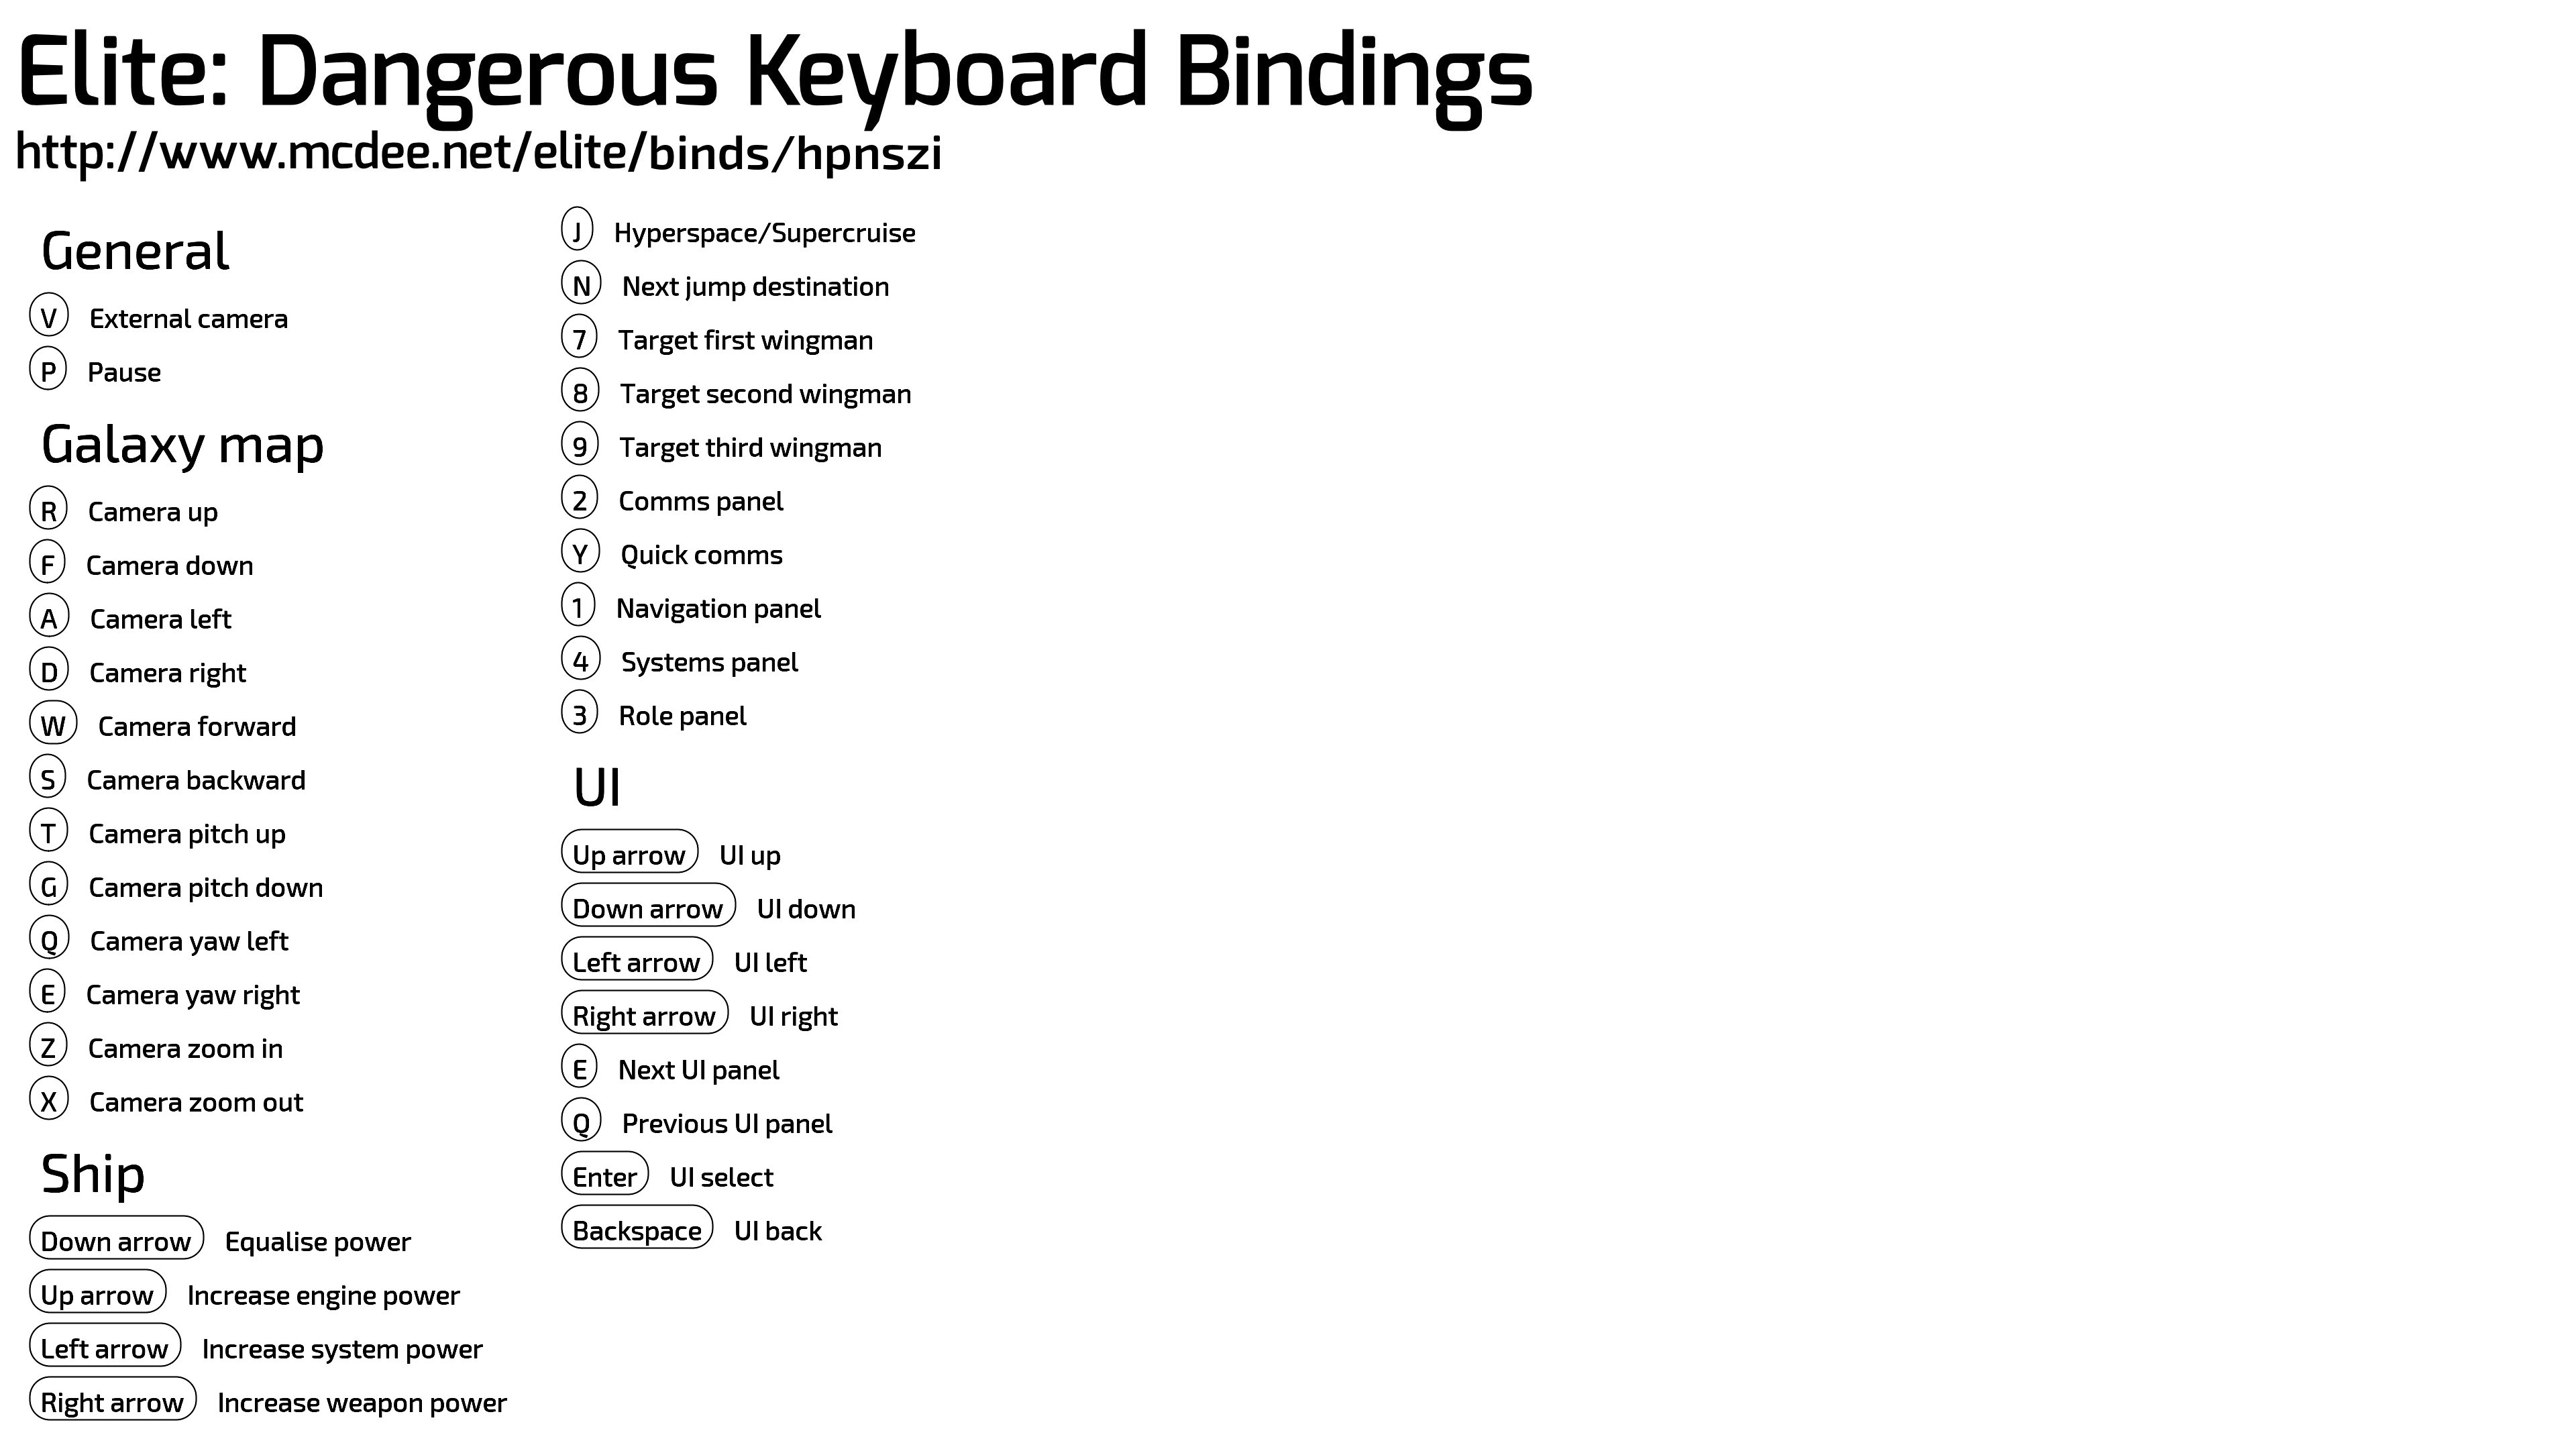 Elite: Dangerous Keyboard Bindings
http://www.mcdee.net/elite/binds/hpnszi
General
V External camera
P Pause
Galaxy map
R Camera up
F Camera down
A Camera left
D Camera right
W Camera forward
S Camera backward
T Camera pitch up
G Camera pitch down
Q Camera yaw left
E Camera yaw right
Z Camera zoom in
X Camera zoom out
Ship
Down arrow Equalise power
Up arrow Increase engine power
Left arrow Increase system power
Right arrow Increase weapon power
J Hyperspace/Supercruise
N Next jump destination
7 Target first wingman
8 Target second wingman
9 Target third wingman
2 Comms panel
Y Quick comms
1 Navigation panel
4 Systems panel
3 Role panel
UI
Up arrow UI up
Down arrow UI down
Left arrow UI left
Right arrow UI right
E Next UI panel
Q Previous UI panel
Enter UI select
Backspace UI back